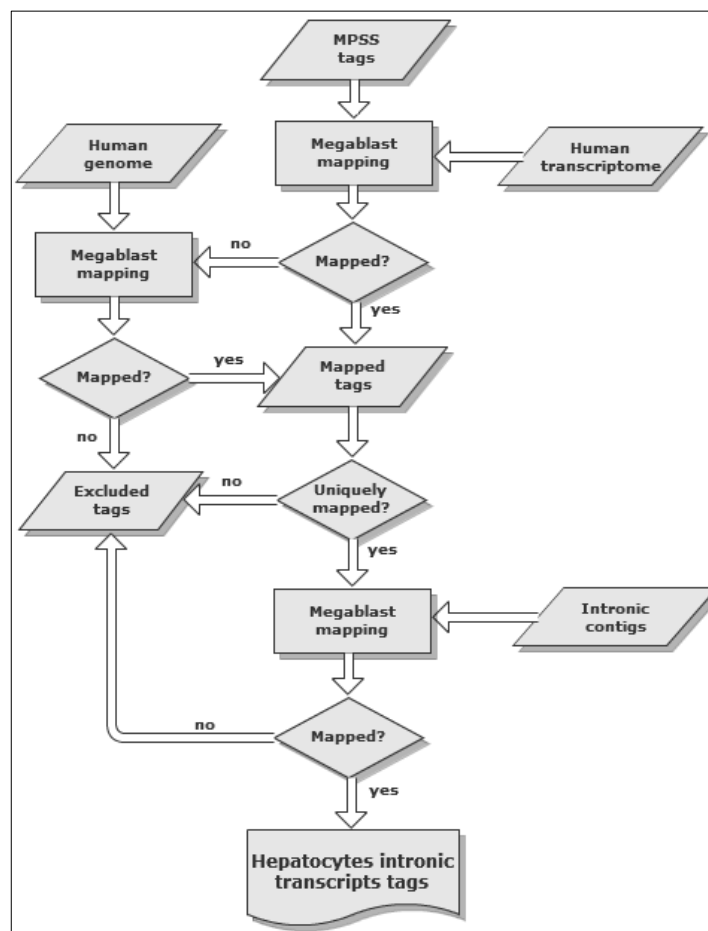 MPSS
tags
Human
genome
Megablast
mapping
Human
transcriptome
Megablast
mapping
no
Mapped?
yes
Mapped?
yes
Mapped
tags
no
Excluded
tags
no
Uniquely
mapped?
yes
Megablast
mapping
Intronic
contigs
no
Mapped?
yes
Hepatocytes intronic
transcripts tags